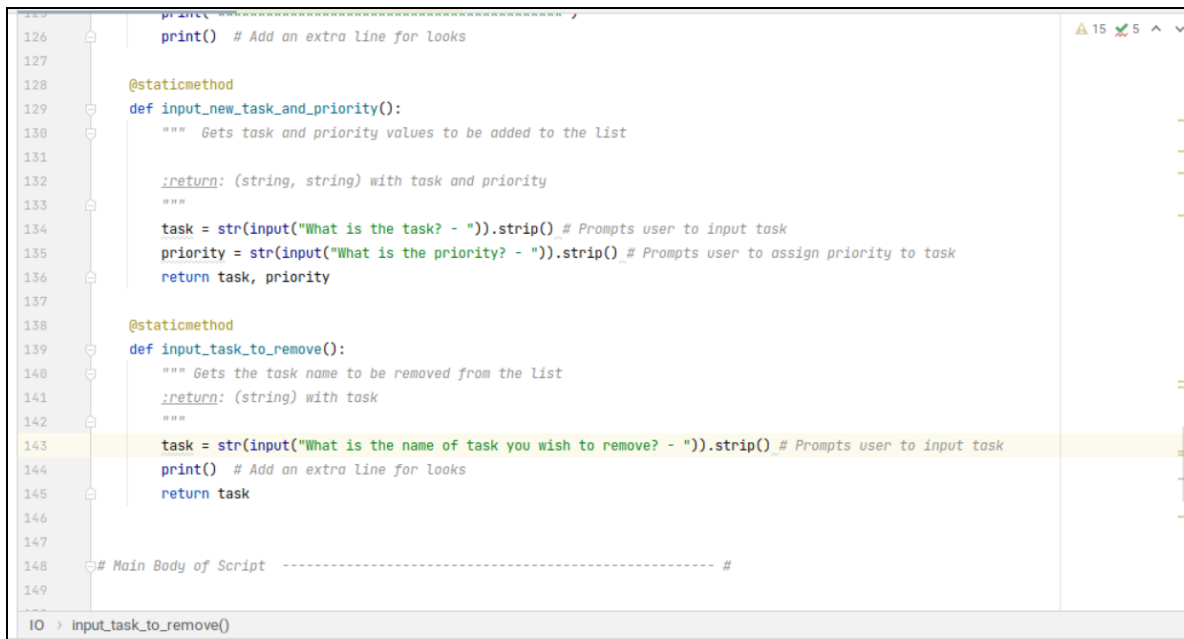 126 print() # Add an extra line for looks
⚠ 15 ✔ 5 ^ v
127
128 @staticmethod
129 def input_new_task_and_priority():
130 """ Gets task and priority values to be added to the list
131
132 :return: (string, string) with task and priority
133 """
134 task = str(input("What is the task? - ")).strip() # Prompts user to input task
135 priority = str(input("What is the priority? - ")).strip() # Prompts user to assign priority to task
136 return task, priority
137
138 @staticmethod
139 def input_task_to_remove():
140 """ Gets the task name to be removed from the list
141 :return: (string) with task
142 """
143 task = str(input("What is the name of task you wish to remove? - ")).strip() # Prompts user to input task
144 print() # Add an extra line for looks
145 return task
146
147
148 # Main Body of Script ------------------------------------------------------ #
149
IO > input_task_to_remove()